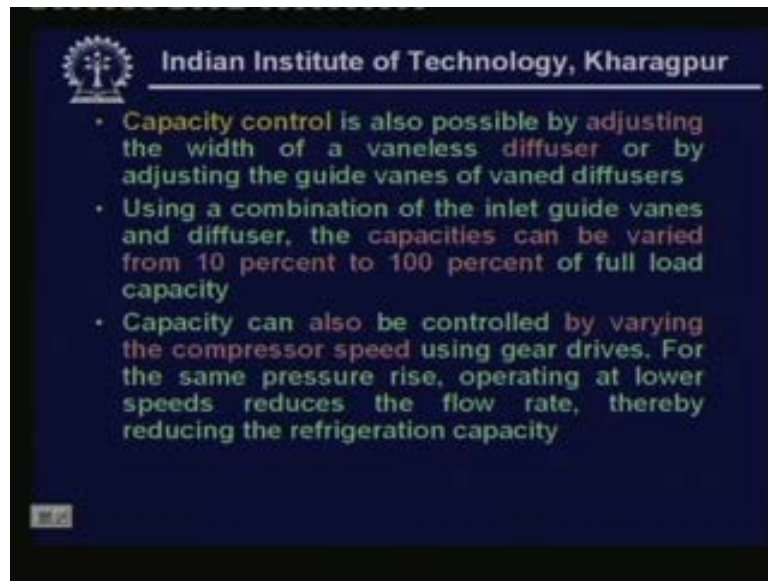 Indian Institute of Technology, Kharagpur
• Capacity control is also possible by adjusting
the width of a vaneless diffuser or by
adjusting the guide vanes of vaned diffusers
• Using a combination of the inlet guide vanes
and diffuser, the capacities can be varied
from 10 percent to 100 percent of full load
capacity
• Capacity can also be controlled by varying
the compressor speed using gear drives. For
the same pressure rise, operating at lower
speeds reduces the flow rate, thereby
reducing the refrigeration capacity